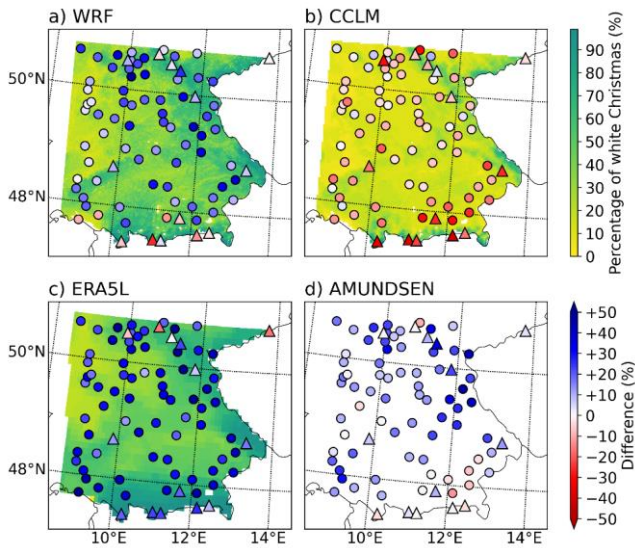 a) WRF
b) CCLM
50°N
48°N
90
80
70
60
50
40
30
20
10
0
Percentage of white Christmas (%)
c) ERA5L
d) AMUNDSEN
50°N
48°N
10°E
12°E
14°E
10°E
12°E
14°E
+50
+40
+30
+20
+10
0
−10
−20
−30
−40
−50
Difference (%)